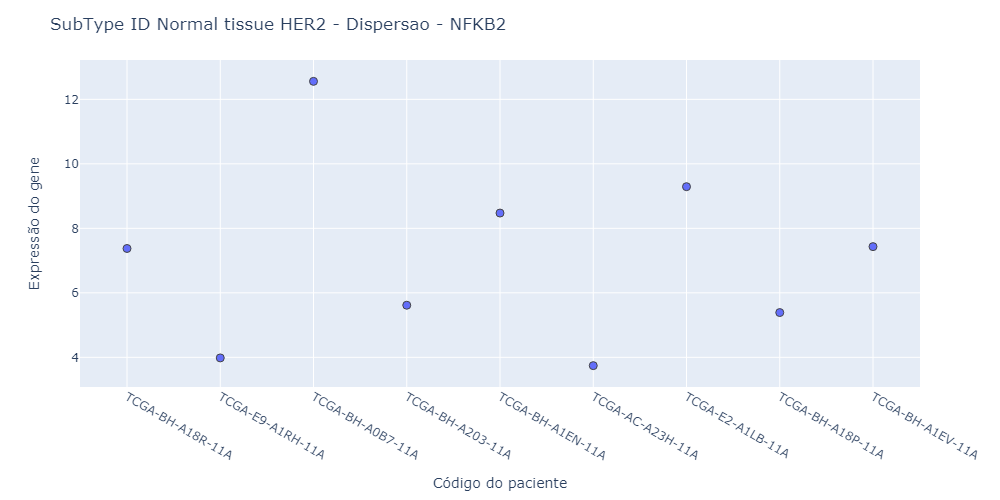 SubType ID Normal tissue HER2 - Dispersao - NFKB2
Expressão do gene
12
10
8
6
4
TCGA-BH-A18R-11A
TCGA-E9-A1RH-11A
TCGA-BH-A0B7-11A
TCGA-BH-A203-11A
TCGA-BH-A1EN-11A
TCGA-AC-A23H-11A
TCGA-E2-A1LB-11A
TCGA-BH-A18P-11A
TCGA-BH-A1EV-11A
Código do paciente